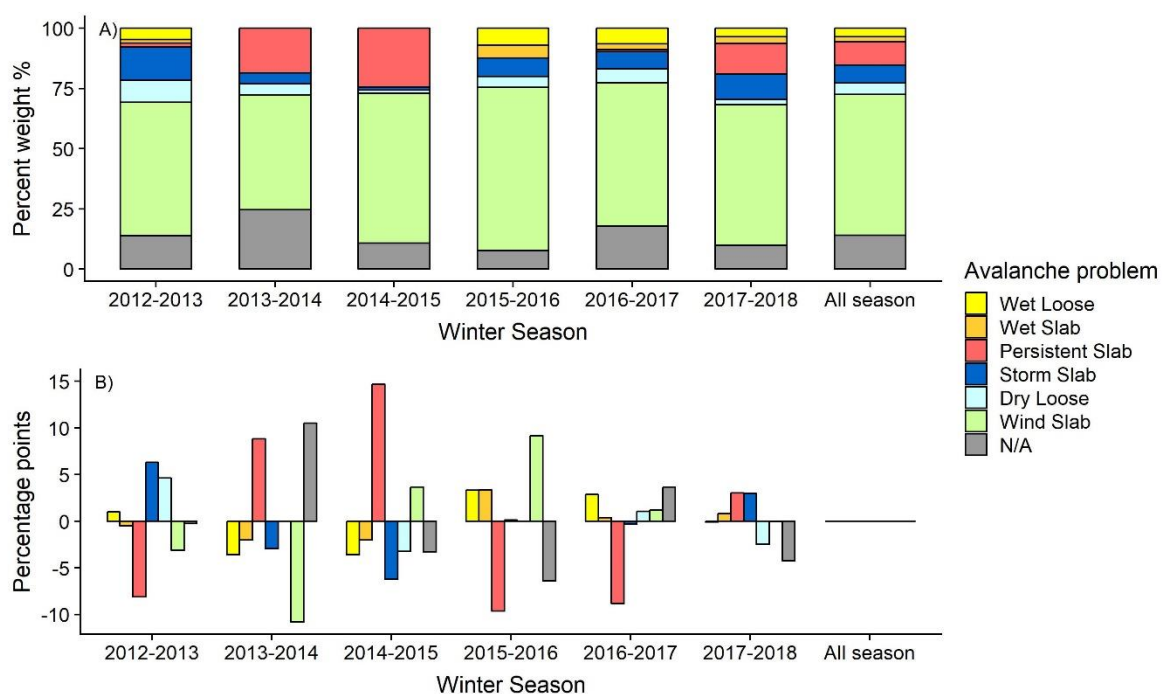 A)
Percent weight %
100
75
50
25
0
2012-2013 2013-2014 2014-2015 2015-2016 2016-2017 2017-2018 All season
Winter Season
Avalanche problem
Wet Loose
Wet Slab
Persistent Slab
Storm Slab
Dry Loose
Wind Slab
N/A
B)
Percentage points
15
10
5
0
-5
-10
2012-2013 2013-2014 2014-2015 2015-2016 2016-2017 2017-2018 All season
Winter Season